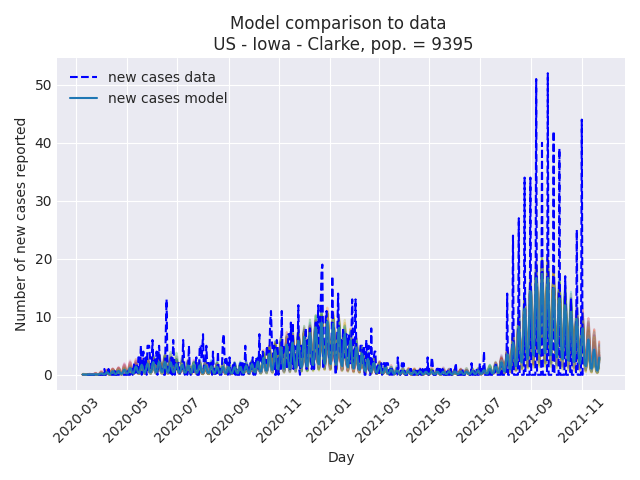 Model comparison to data
US - Iowa - Clarke, pop. = 9395
new cases data
new cases model
Number of new cases reported
50
40
30
20
10
0
2020-03
2020-05
2020-07
2020-09
2020-11
2021-01
2021-03
2021-05
2021-07
2021-09
2021-11
Day